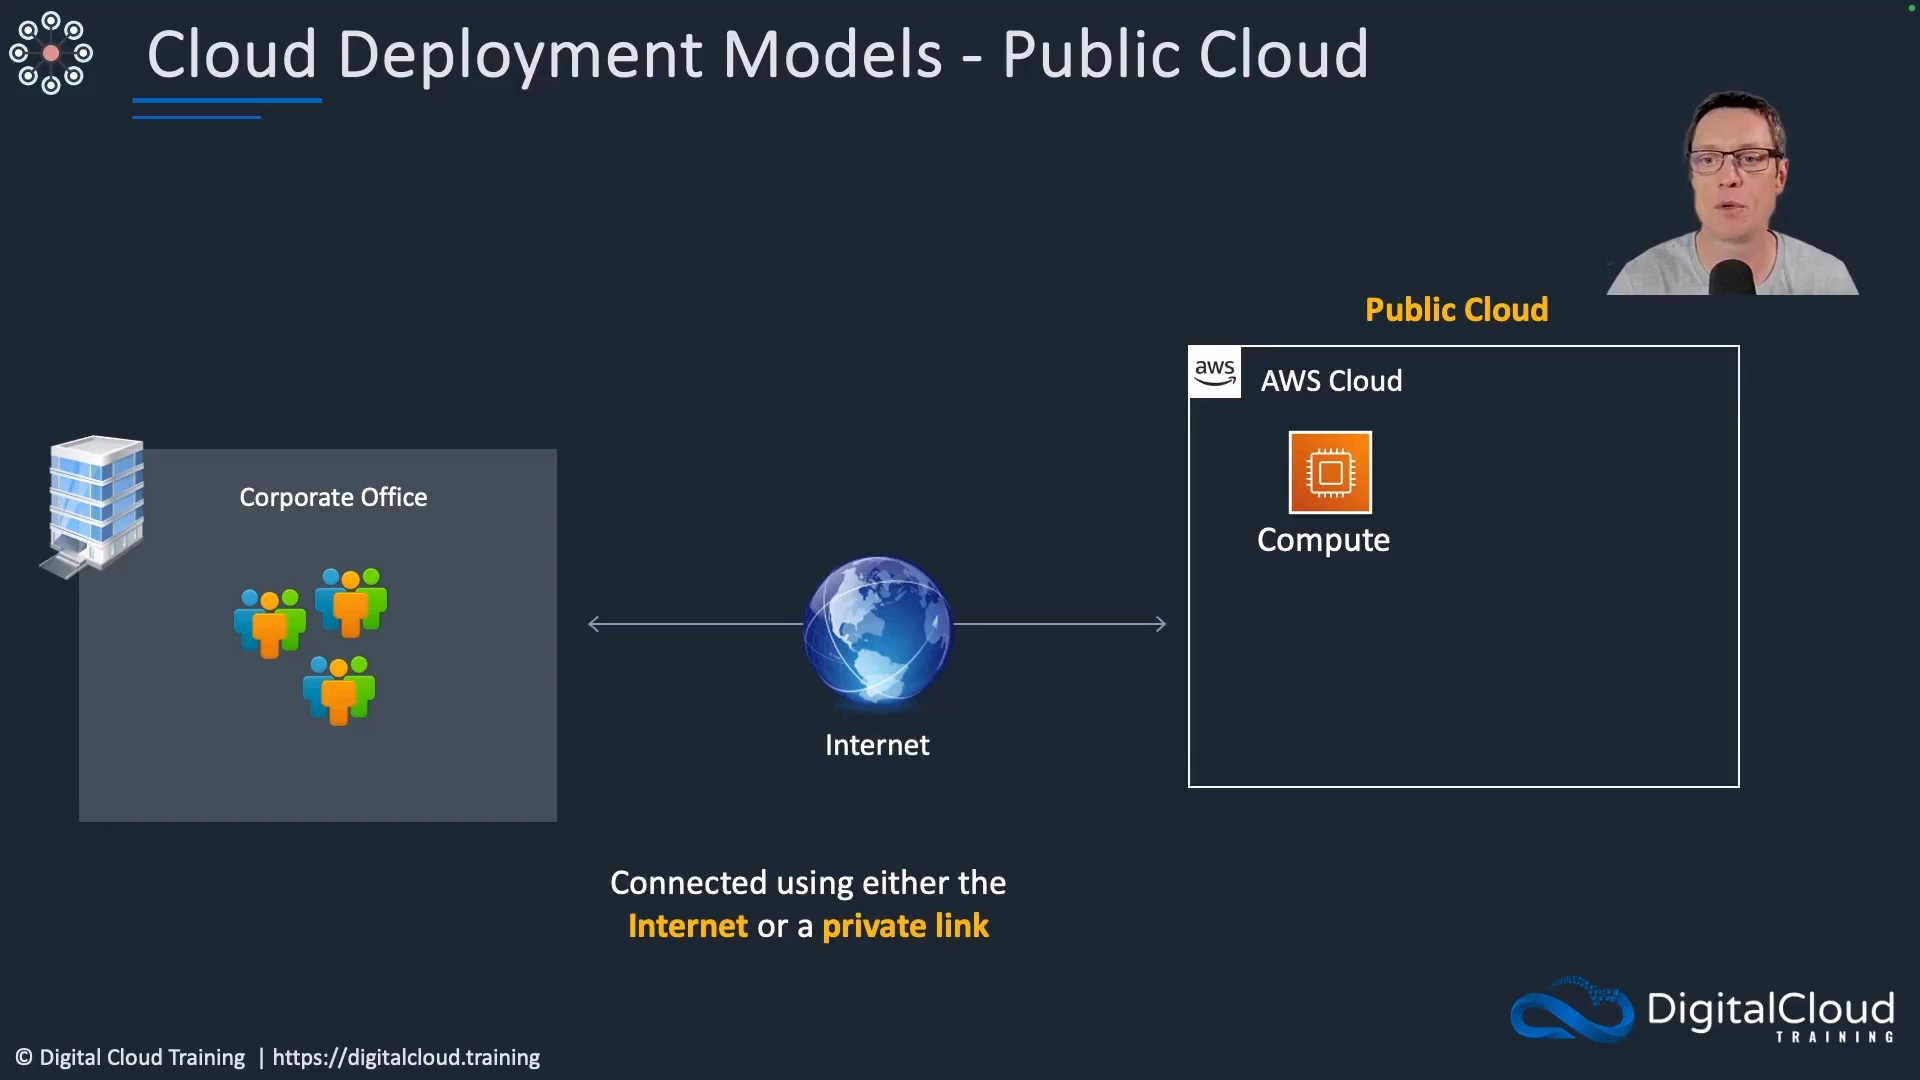 Cloud Deployment Models - Public Cloud
Public Cloud
aws
AWS Cloud
Compute
Corporate Office
Internet
Connected using either the
Internet or a private link
DigitalCloud
TRAINING
© Digital Cloud Training | https://digitalcloud.training